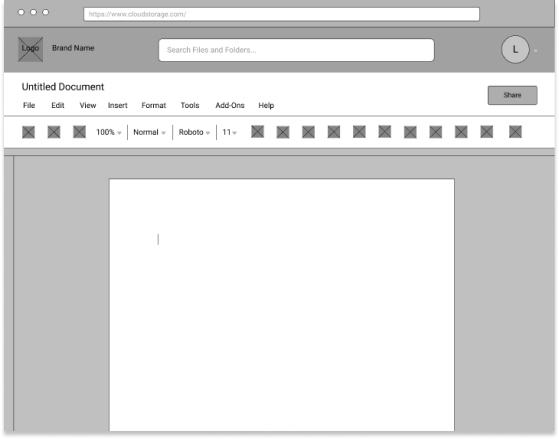 https://www.cloudstorage.com/
Logo Brand Name Search Files and Folders... L
Untitled Document
Share
File Edit View Insert Format Tools Add-Ons Help
100% Normal Roboto 11